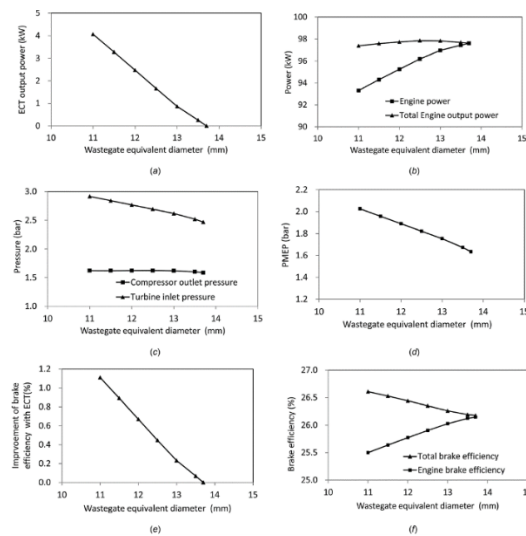 ECT output power (kW)
5
4
3
2
1
0
10 11 12 13 14 15
Wastegate equivalent diameter (mm)
(a)
Power (kW)
100
98
96
94
92
90
Engine power
Total Engine output power
10 11 12 13 14 15
Wastegate equivalent diameter (mm)
(b)
Pressure (bar)
3.0
2.5
2.0
1.5
1.0
Compressor outlet pressure
Turbine inlet pressure
10 11 12 13 14 15
Wastegate equivalent diameter (mm)
(c)
PMEP (bar)
2.2
2.0
1.8
1.6
1.4
1.2
10 11 12 13 14 15
Wastegate equivalent diameter (mm)
(d)
Imprvoement of brake
efficiency with ECT(%)
1.2
1.0
0.8
0.6
0.4
0.2
0.0
10 11 12 13 14 15
Wastegate equivalent diameter (mm)
(e)
Brake efficiency (%)
27.0
26.5
26.0
25.5
25.0
Total brake efficiency
Engine brake efficiency
10 11 12 13 14 15
Wastegate equivalent diameter (mm)
(f)